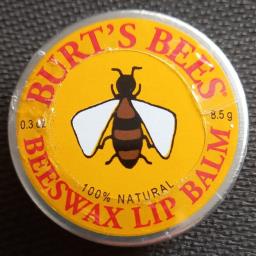 BURT'S BEES
0.3 oz
8.5 g
100% NATURAL
BEESWAX LIP BALM